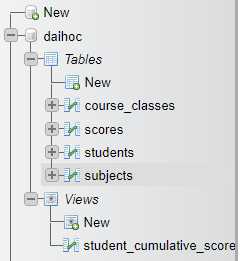 New
daihoc
Tables
New
course_classes
scores
students
subjects
Views
New
student_cumulative_score